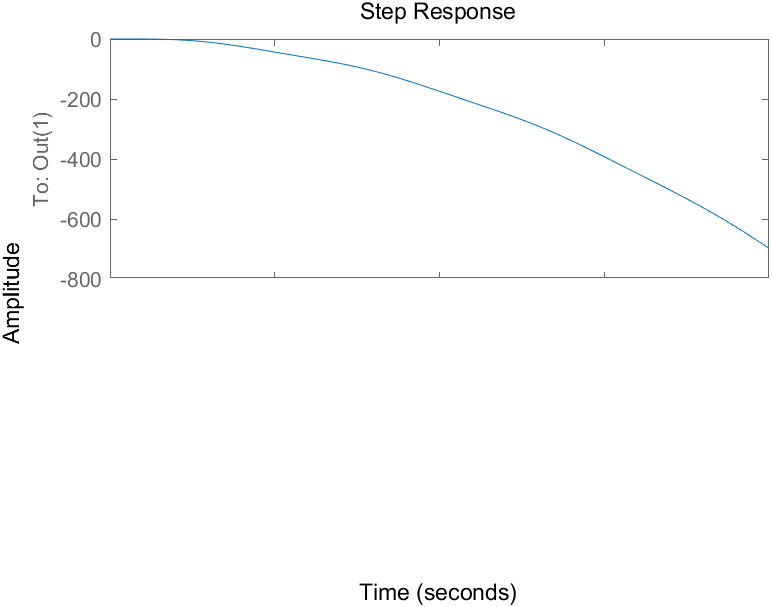 Step Response
0
-200
-400
-600
-800
To: Out(1)
Amplitude
Time (seconds)